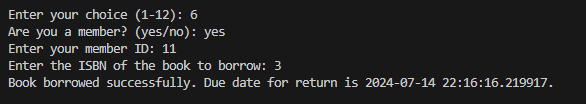 Enter your choice (1-12): 6
Are you a member? (yes/no): yes
Enter your member ID: 11
Enter the ISBN of the book to borrow: 3
Book borrowed successfully. Due date for return is 2024-07-14 22:16:16.219917.